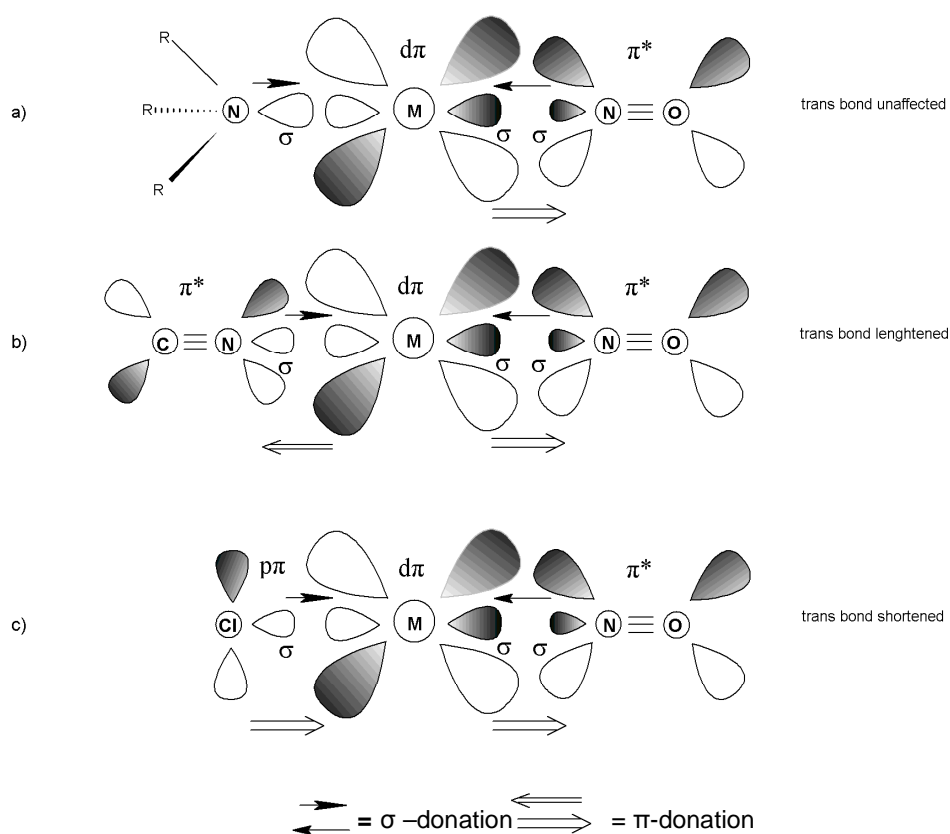 R
dπ π*
a) R N M N O trans bond unaffected
σ σ σ
R
π* dπ π*
b) C N M N O trans bond lenghtened
σ σ σ
pπ dπ π*
c) Cl M N O trans bond shortened
σ σ σ
= σ –donation = π-donation